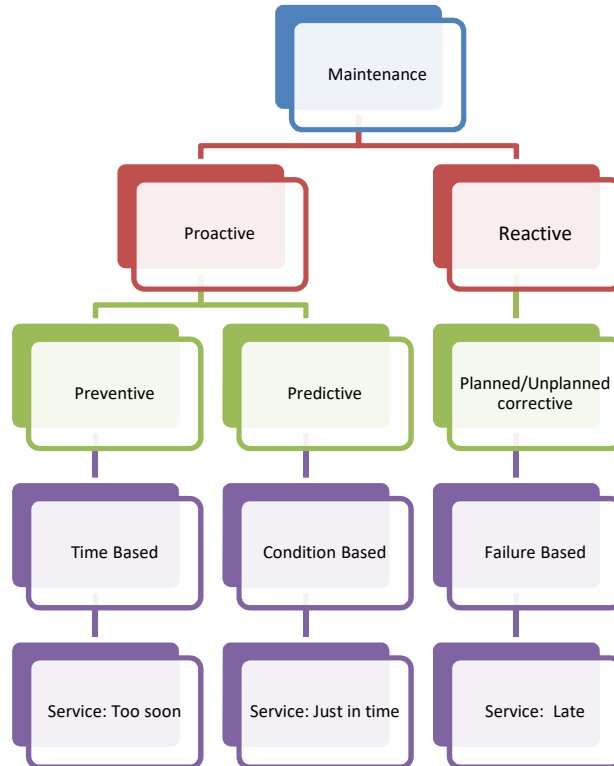 Maintenance
Proactive
Reactive
Preventive
Predictive
Planned/Unplanned
corrective
Time Based
Condition Based
Failure Based
Service: Too soon
Service: Just in time
Service:  Late